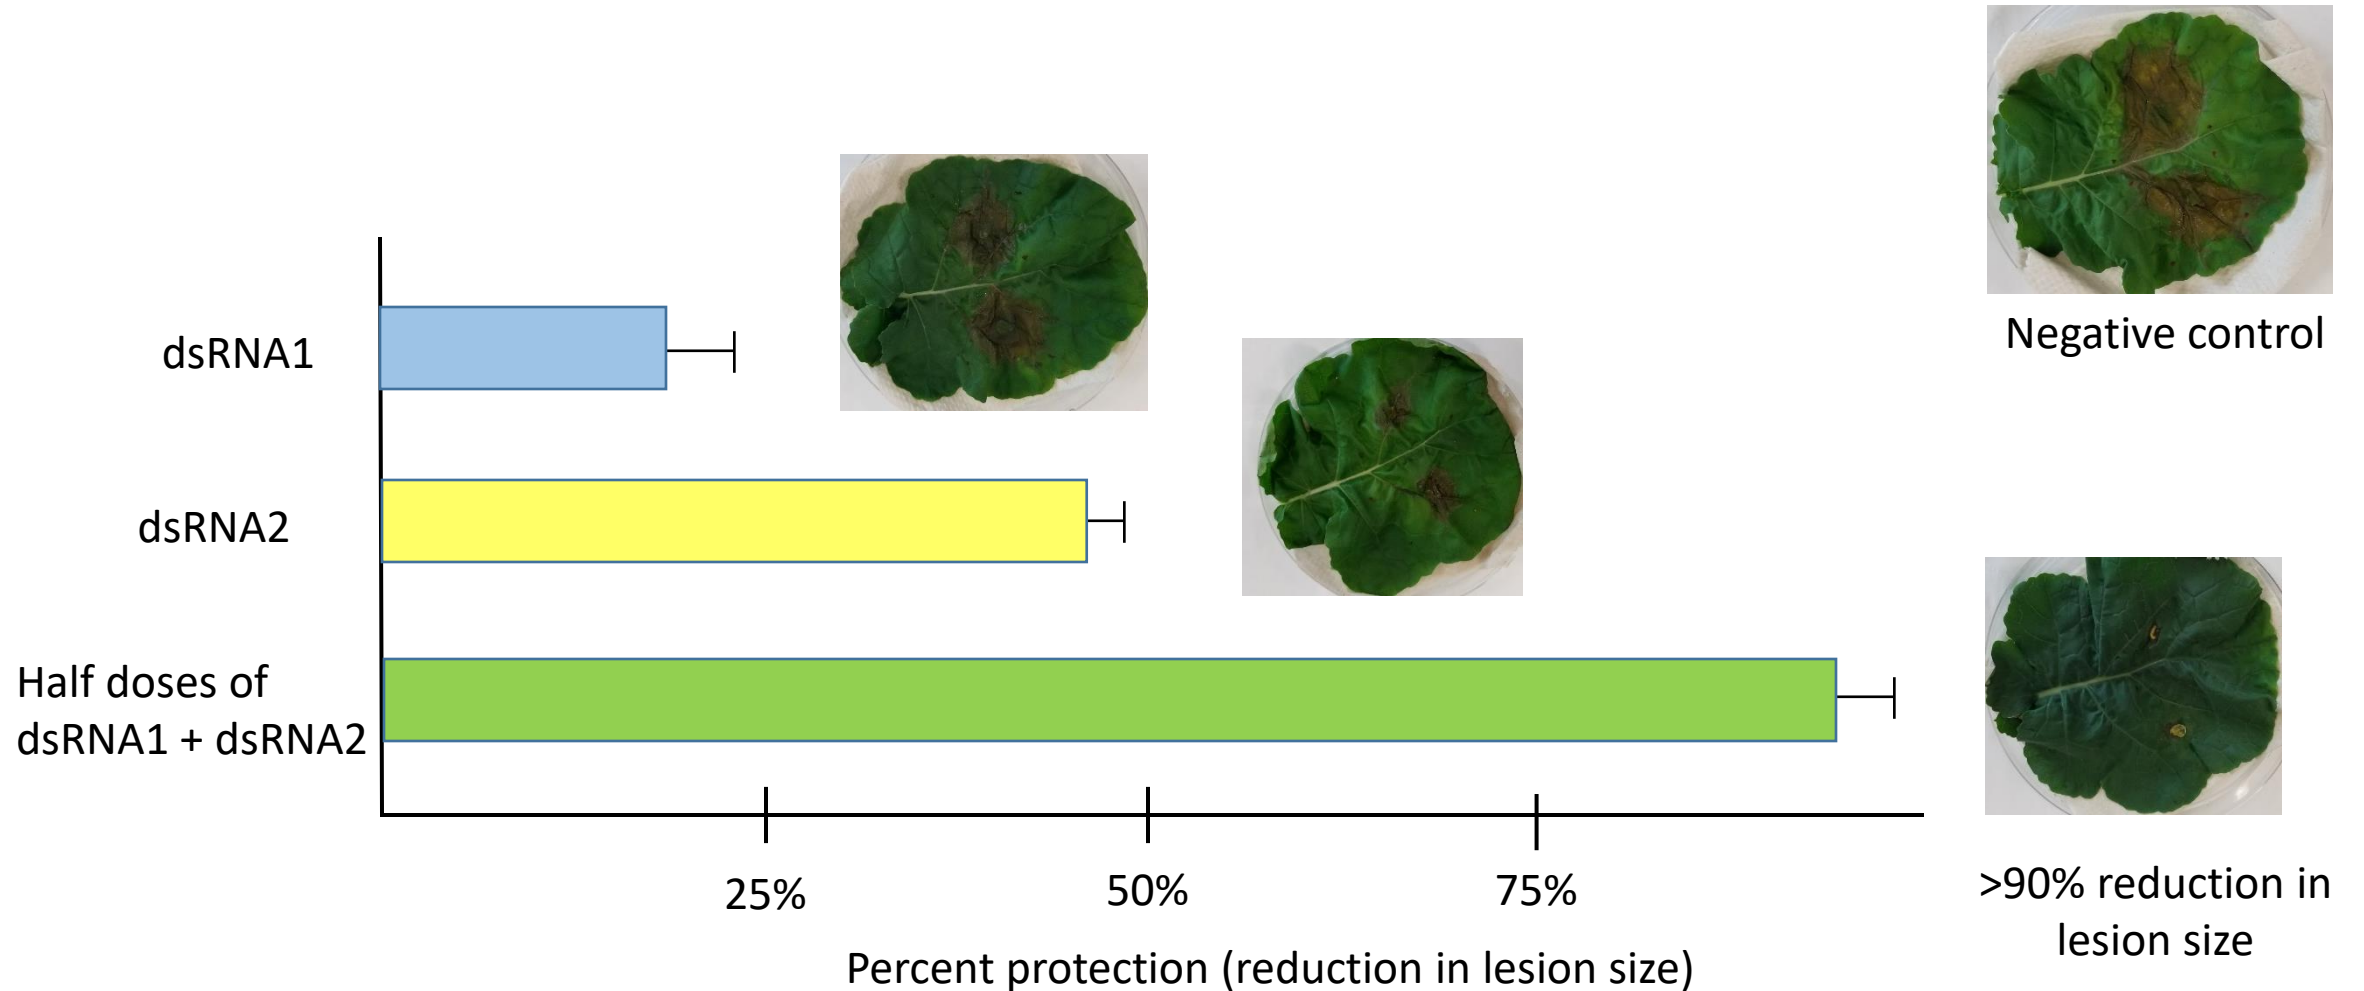 Negative control
dsRNA1
dsRNA2
Half doses of
dsRNA1 + dsRNA2
25%
50%
75%
Percent protection (reduction in lesion size)
>90% reduction in
lesion size